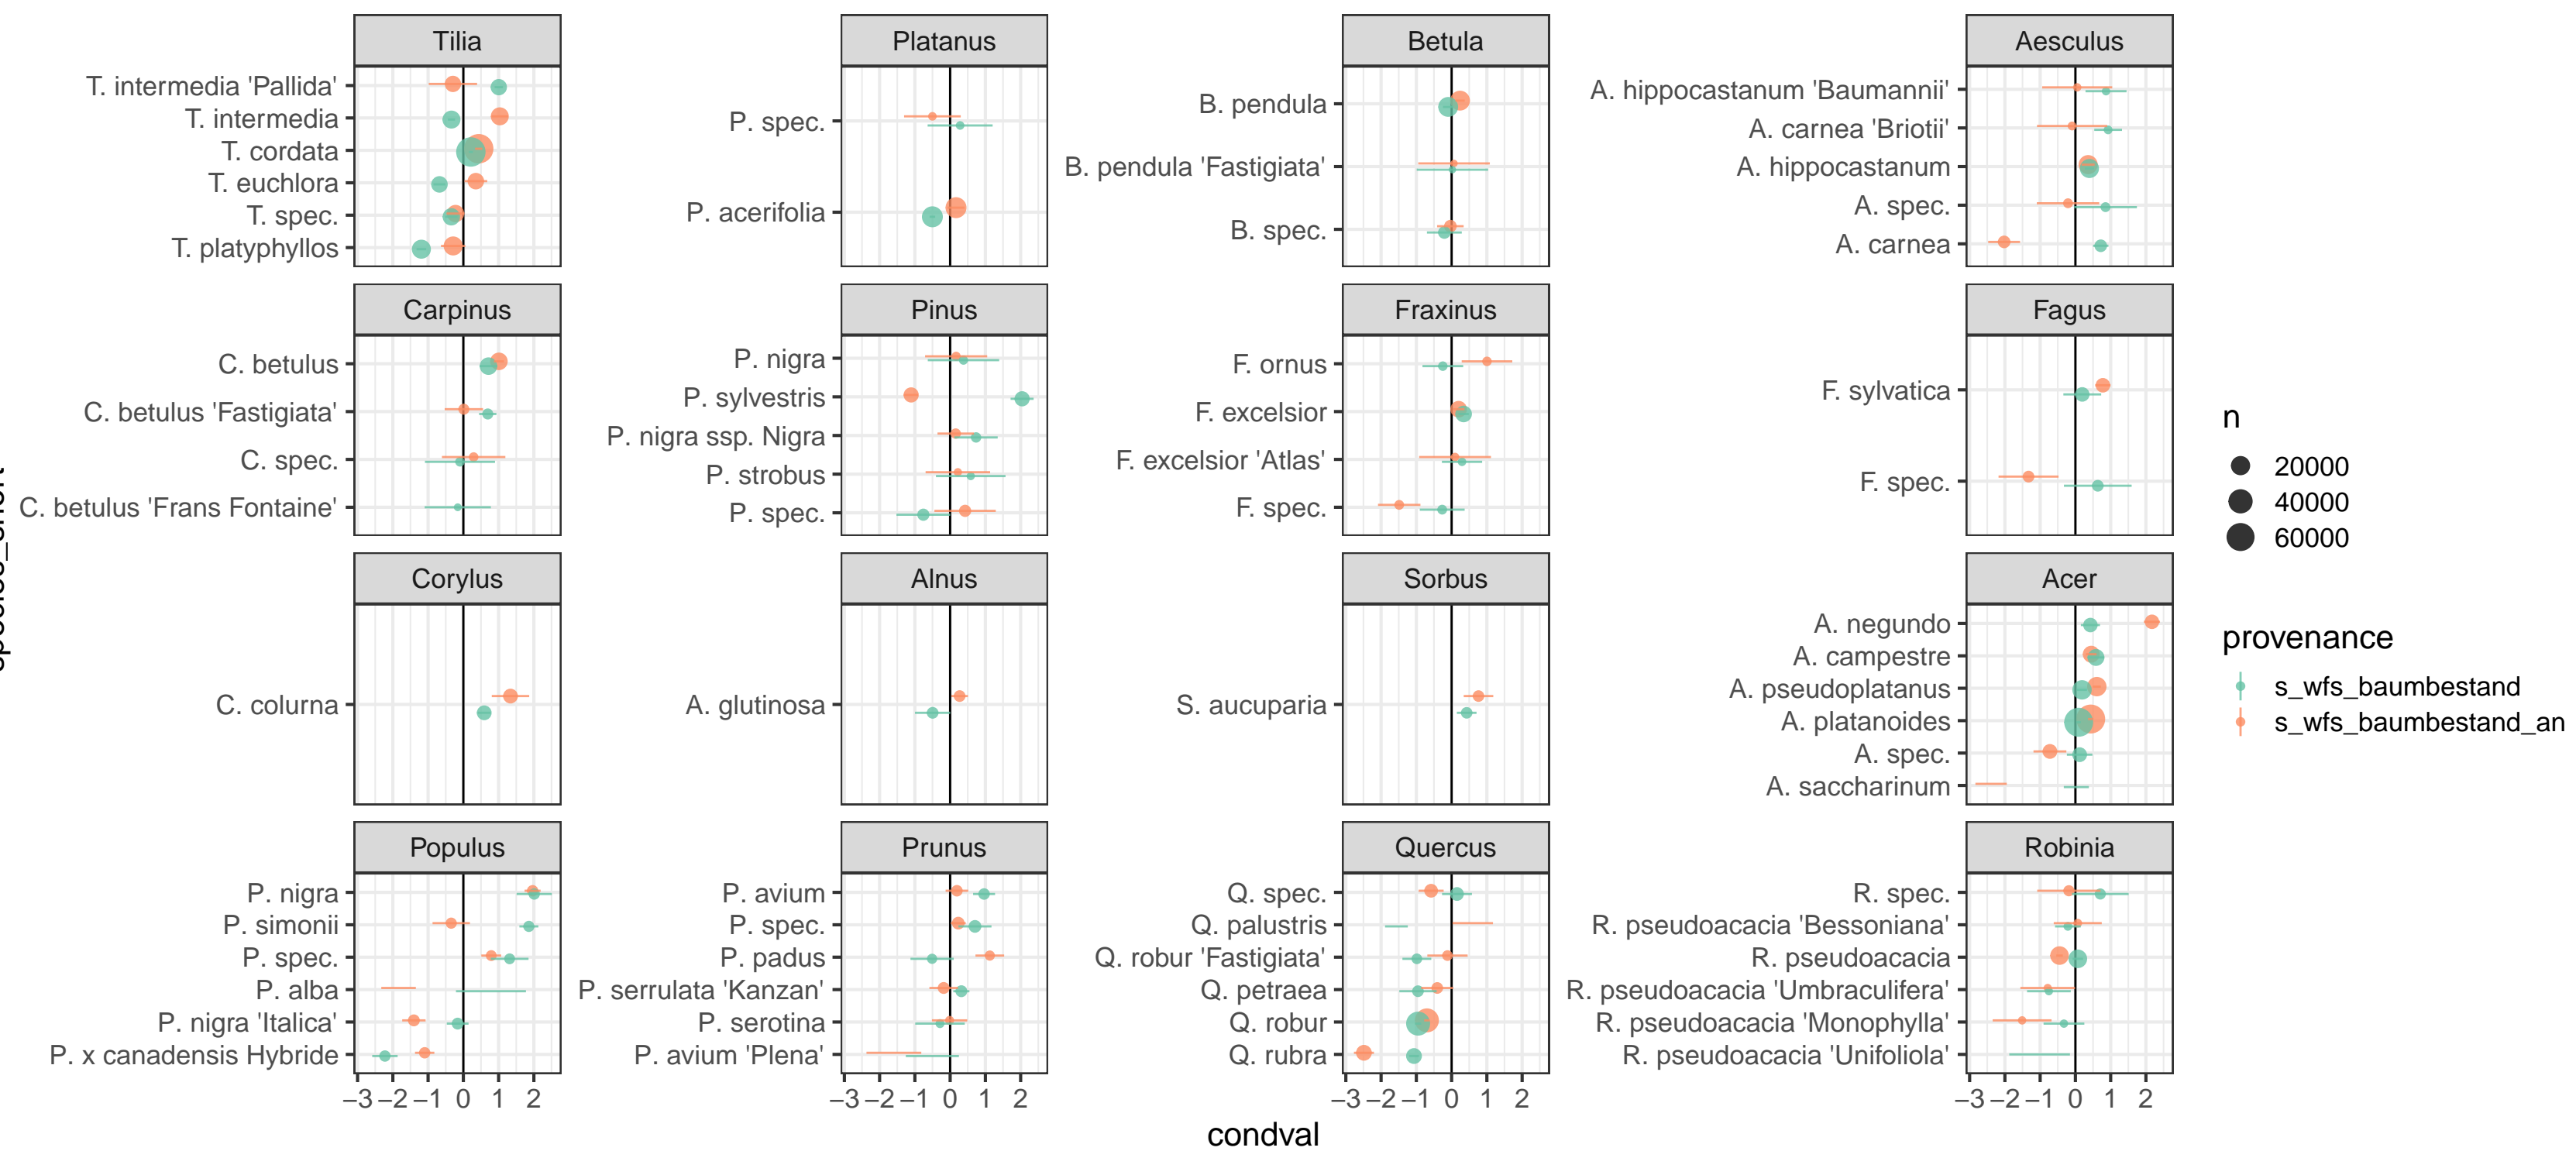 Tilia
Platanus
Betula
Aesculus
T. intermedia 'Pallida'
T. intermedia
T. cordata
T. euchlora
T. spec.
T. platyphyllos
P. spec.
P. acerifolia
B. pendula
B. pendula 'Fastigiata'
B. spec.
A. hippocastanum 'Baumannii'
A. carnea 'Briotii'
A. hippocastanum
A. spec.
A. carnea
Carpinus
Pinus
Fraxinus
Fagus
C. betulus
C. betulus 'Fastigiata'
C. spec.
C. betulus 'Frans Fontaine'
P. nigra
P. sylvestris
P. nigra ssp. Nigra
P. strobus
P. spec.
F. ornus
F. excelsior
F. excelsior 'Atlas'
F. spec.
F. sylvatica
F. spec.
Corylus
Alnus
Sorbus
Acer
C. colurna
A. glutinosa
S. aucuparia
A. negundo
A. campestre
A. pseudoplatanus
A. platanoides
A. spec.
A. saccharinum
Populus
Prunus
Quercus
Robinia
P. nigra
P. simonii
P. spec.
P. alba
P. nigra 'Italica'
P. x canadensis Hybride
P. avium
P. spec.
P. padus
P. serrulata 'Kanzan'
P. serotina
P. avium 'Plena'
Q. spec.
Q. palustris
Q. robur 'Fastigiata'
Q. petraea
Q. robur
Q. rubra
R. spec.
R. pseudoacacia 'Bessoniana'
R. pseudoacacia
R. pseudoacacia 'Umbraculifera'
R. pseudoacacia 'Monophylla'
R. pseudoacacia 'Unifoliola'
−3 −2 −1 0 1 2
−3 −2 −1 0 1 2
−3 −2 −1 0 1 2
−3 −2 −1 0 1 2
condval
n
20000
40000
60000
provenance
s_wfs_baumbestand
s_wfs_baumbestand_an